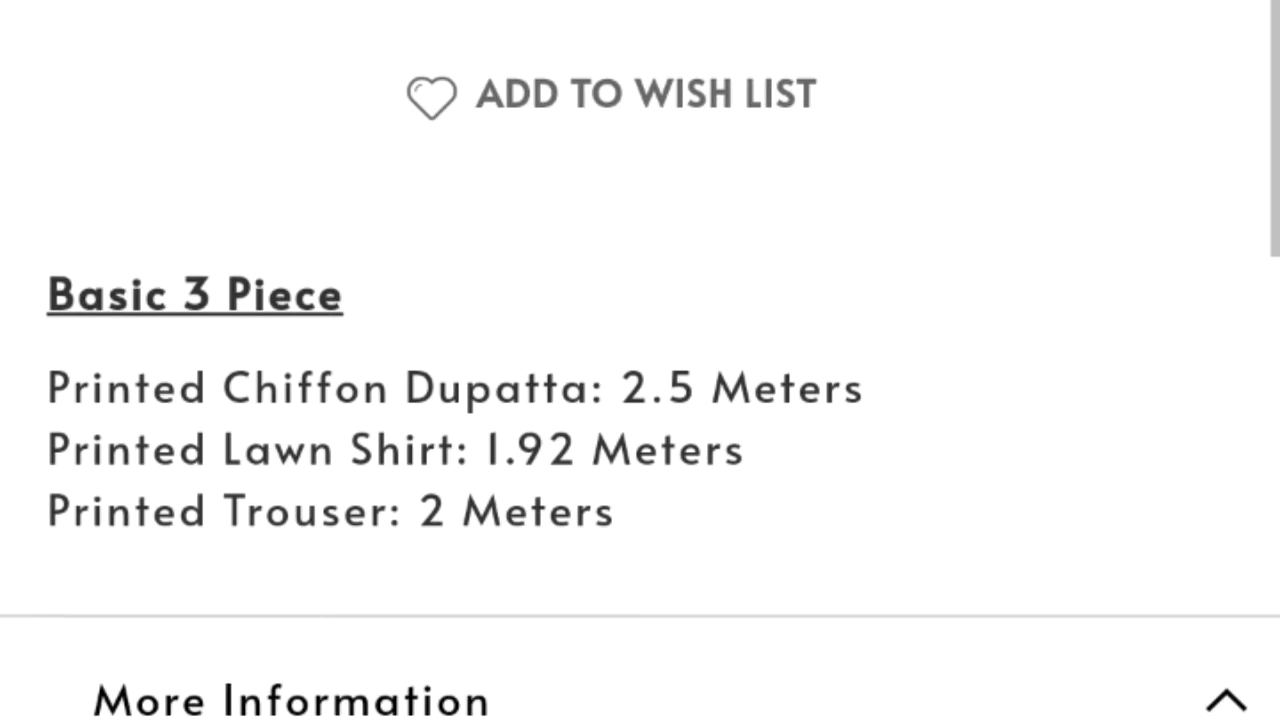 ADD TO WISH LIST
Basic 3 Piece
Printed Chiffon Dupatta: 2.5 Meters
Printed Lawn Shirt: 1.92 Meters
Printed Trouser: 2 Meters
More Information